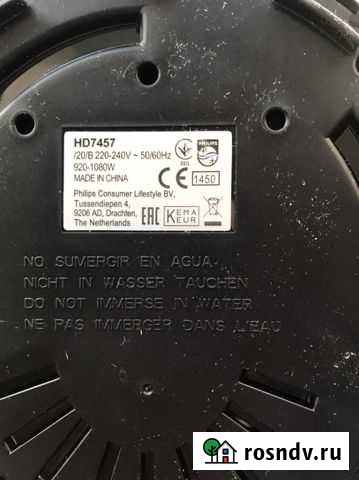 HD7457
/20/B 220-240V ~ 50/60Hz
920-1080W
MADE IN CHINA
PHILIPS
CE 1450
Philips Consumer Lifestyle BV,
Tussendiepen 4,
9206 AD, Drachten,
The Netherlands
EAC KEMA
KEUR
NO SUMERGIR EN AGUA
NICHT IN WASSER TAUCHEN
DO NOT IMMERSE IN WATER
NE PAS IMMERGER DANS L'EAU
rosndv.ru